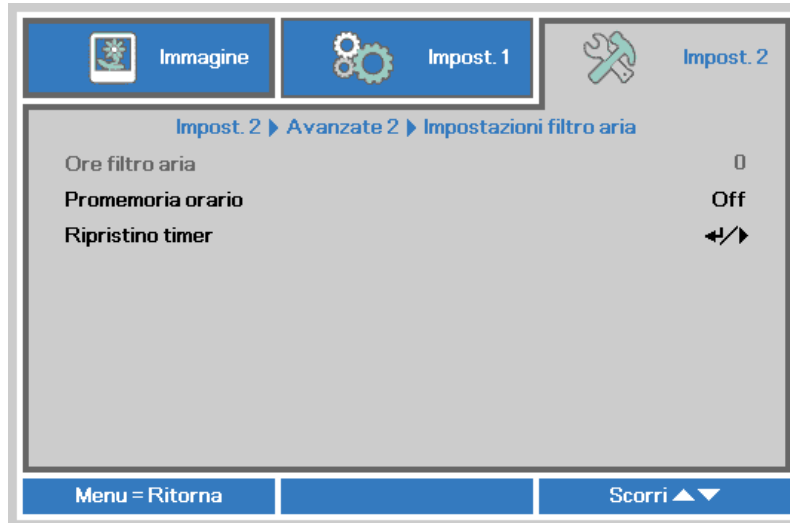 Immagine
Impost. 1
Impost. 2
Impost. 2 ▶ Avanzate 2 ▶ Impostazioni filtro aria
Ore filtro aria 0
Promemoria orario Off
Ripristino timer ↵/▶
Menu = Ritorna
Scorri ▲▼